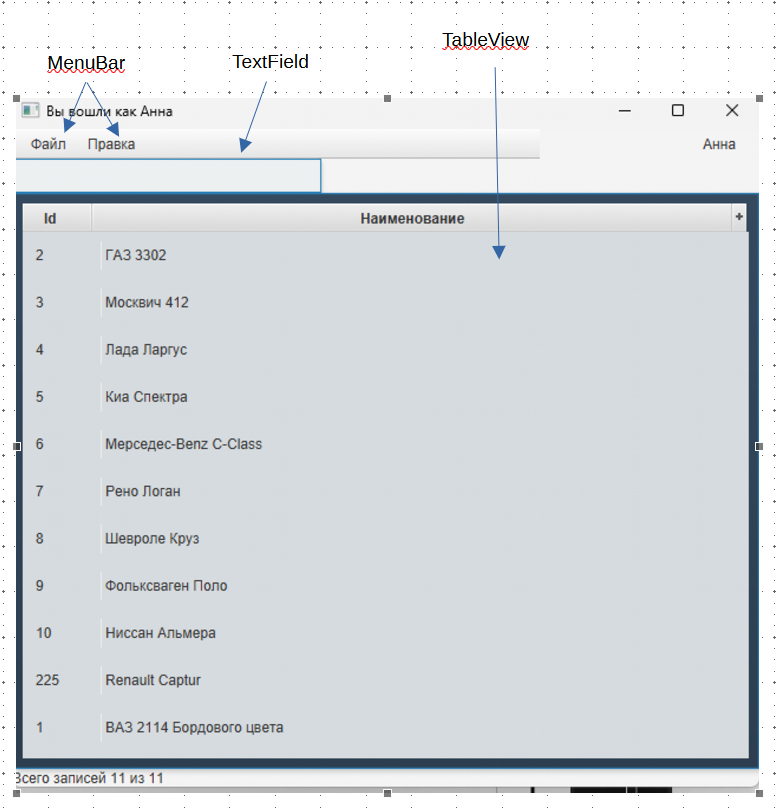 TableView
MenuBar
TextField
Вы вошли как Анна
Файл Правка Анна
Id Наименование +
2 ГАЗ 3302
3 Москвич 412
4 Лада Ларгус
5 Киа Спектра
6 Мерседес-Benz C-Class
7 Рено Логан
8 Шевроле Круз
9 Фольксваген Поло
10 Ниссан Альмера
225 Renault Captur
1 ВАЗ 2114 Бордового цвета
Всего записей 11 из 11